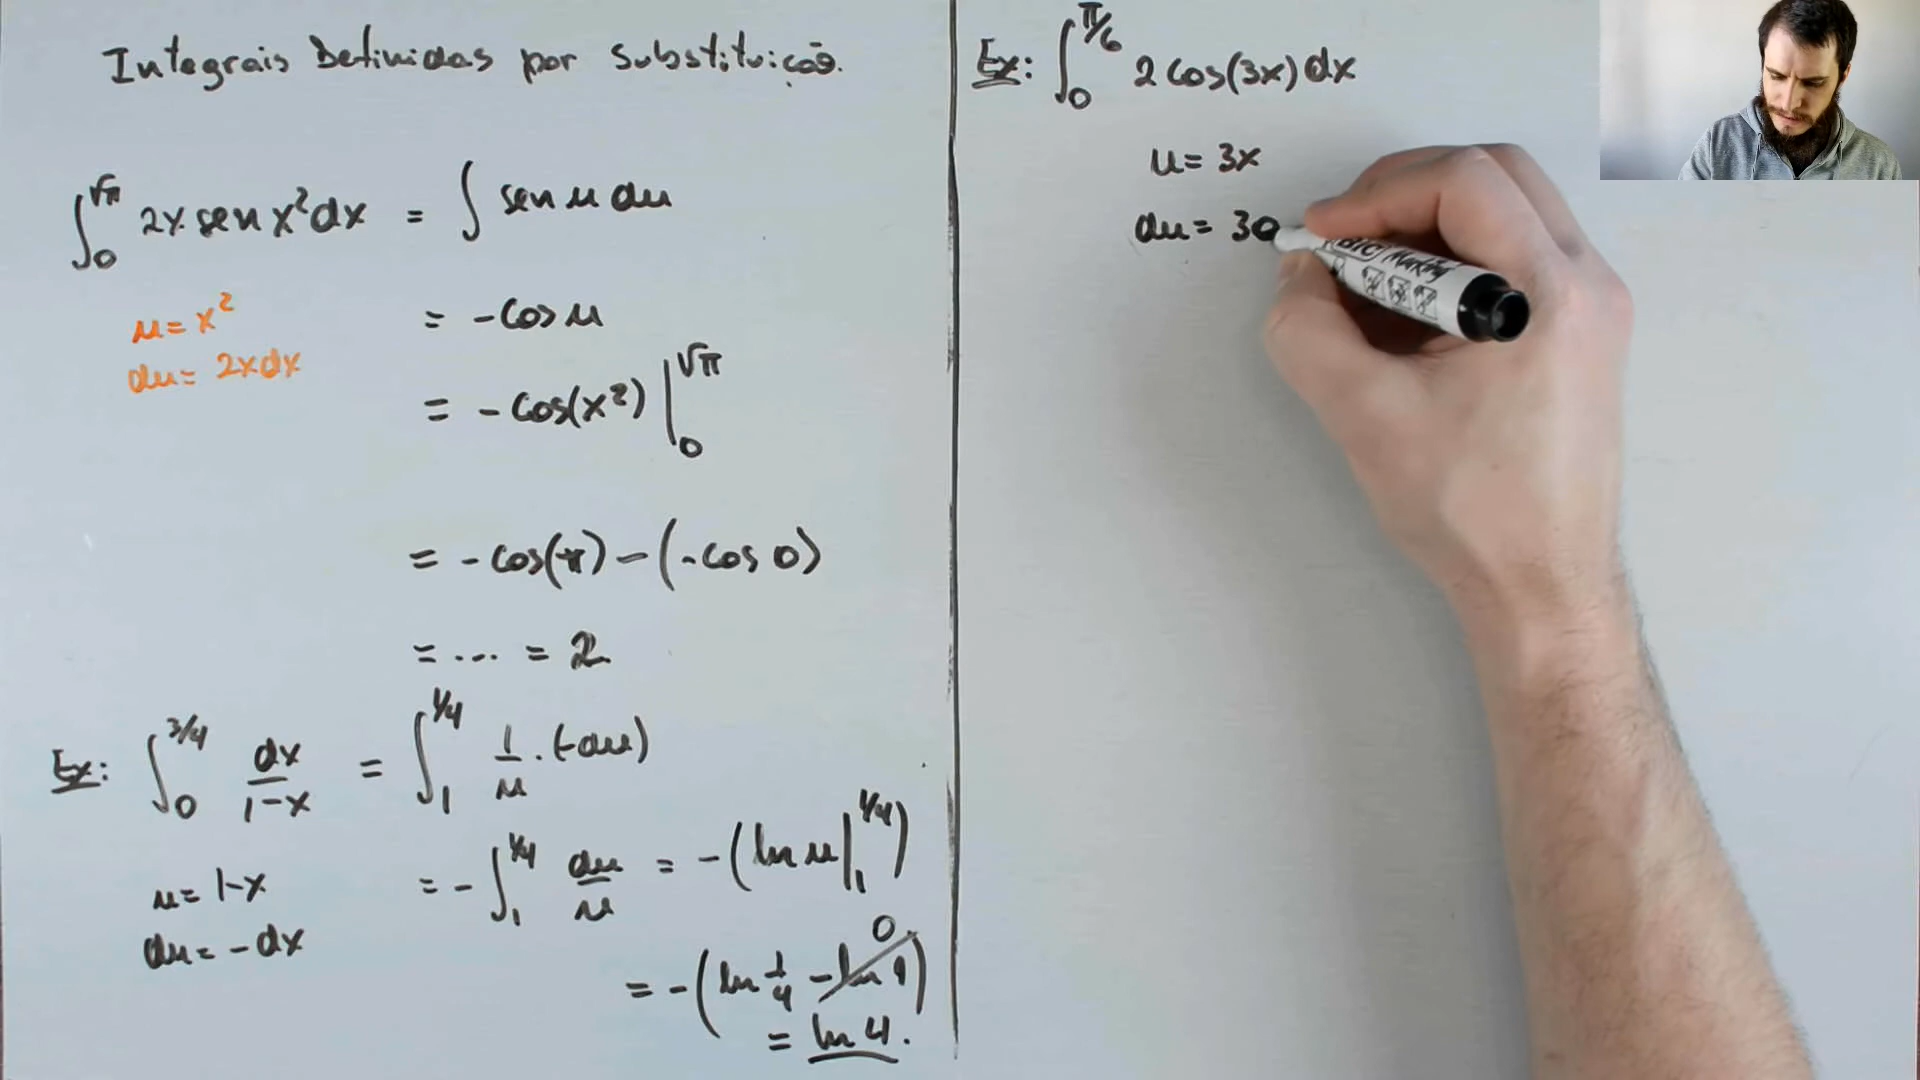 Integrais Definidas por substituição.
∫₀^√π 2x sen x² dx = ∫ sen u du
u = x²
du = 2x dx
= - cos u
= - cos(x²) |₀^√π
= - cos(π) - (- cos 0)
= ... = 2
Ex: ∫₀^3/4 dx/1-x = ∫₁^1/4 1/u . (-du)
u = 1-x
du = - dx
= - ∫₁^1/4 du/u = - (ln u |₁^1/4)
= - (ln 1/4 - ln 1) 0
= ln 4.
Ex: ∫₀^π/6 2 cos(3x) dx
u = 3x
du = 3d
BIC Marking